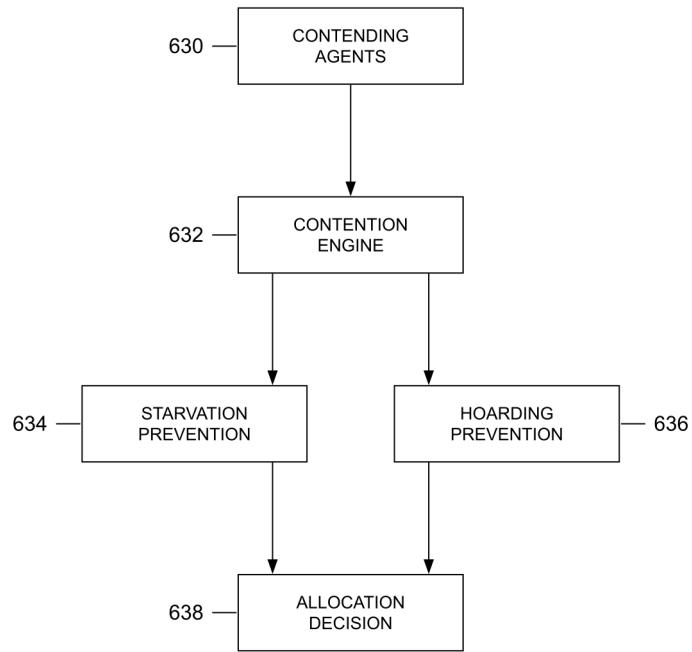 630
CONTENDING
AGENTS
632
CONTENTION
ENGINE
634
STARVATION
PREVENTION
HOARDING
PREVENTION
636
638
ALLOCATION
DECISION